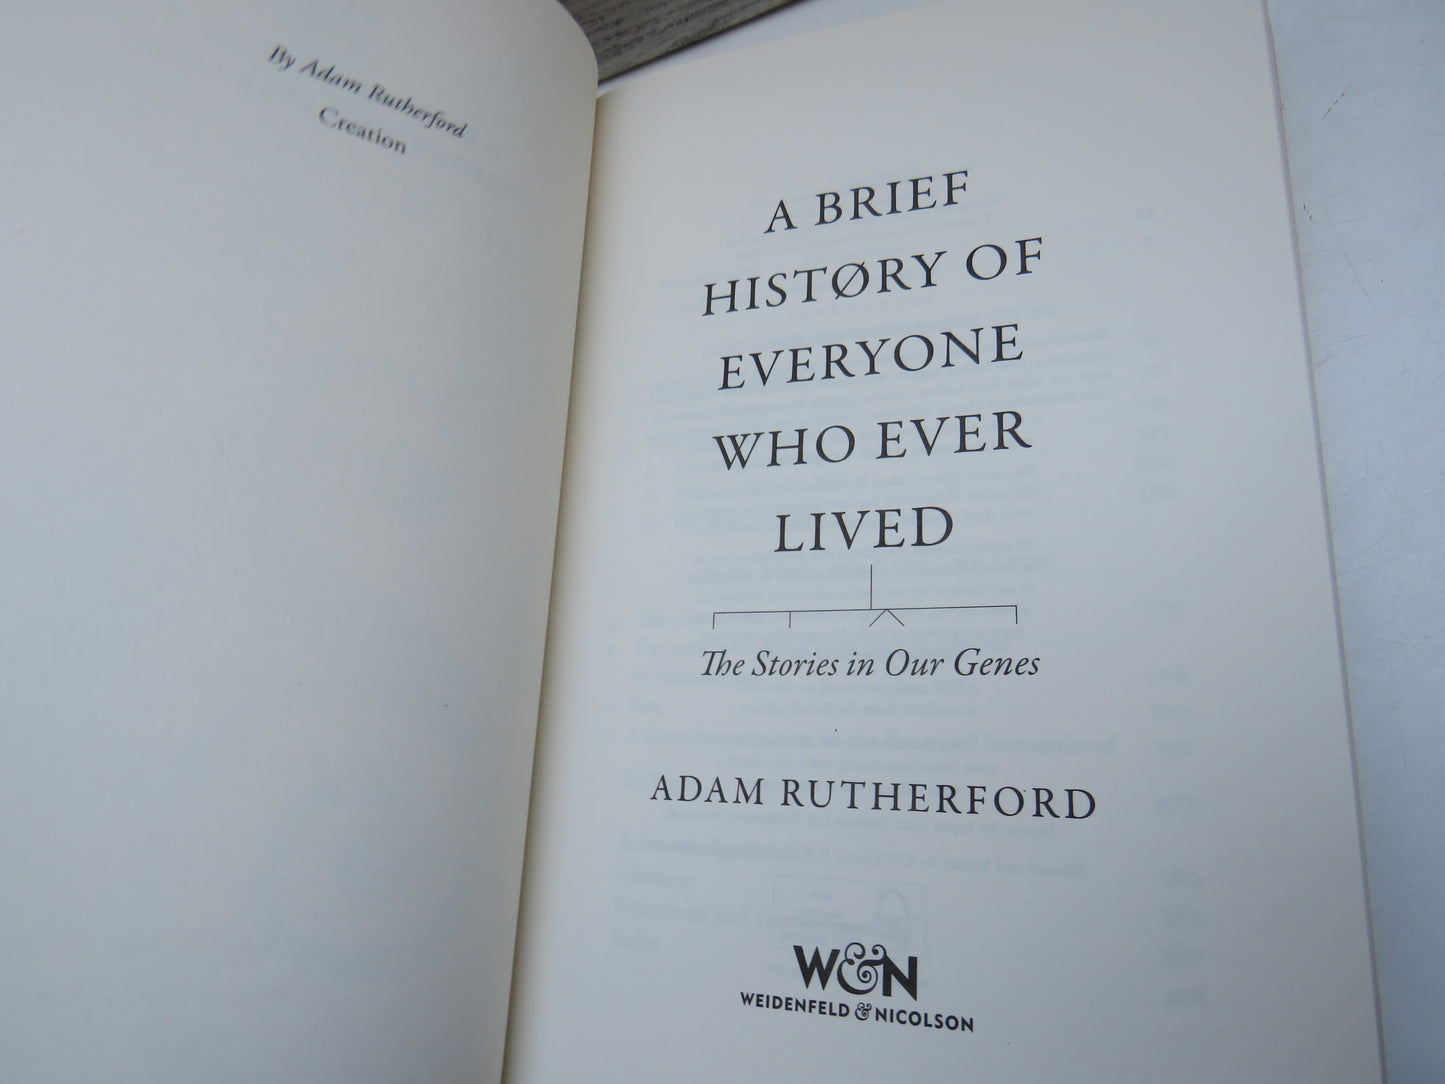 By Adam Rutherford
Creation
A BRIEF
HISTØRY OF
EVERYONE
WHO EVER
LIVED
The Stories in Our Genes
ADAM RUTHERFORD
W&N
WEIDENFELD & NICOLSON